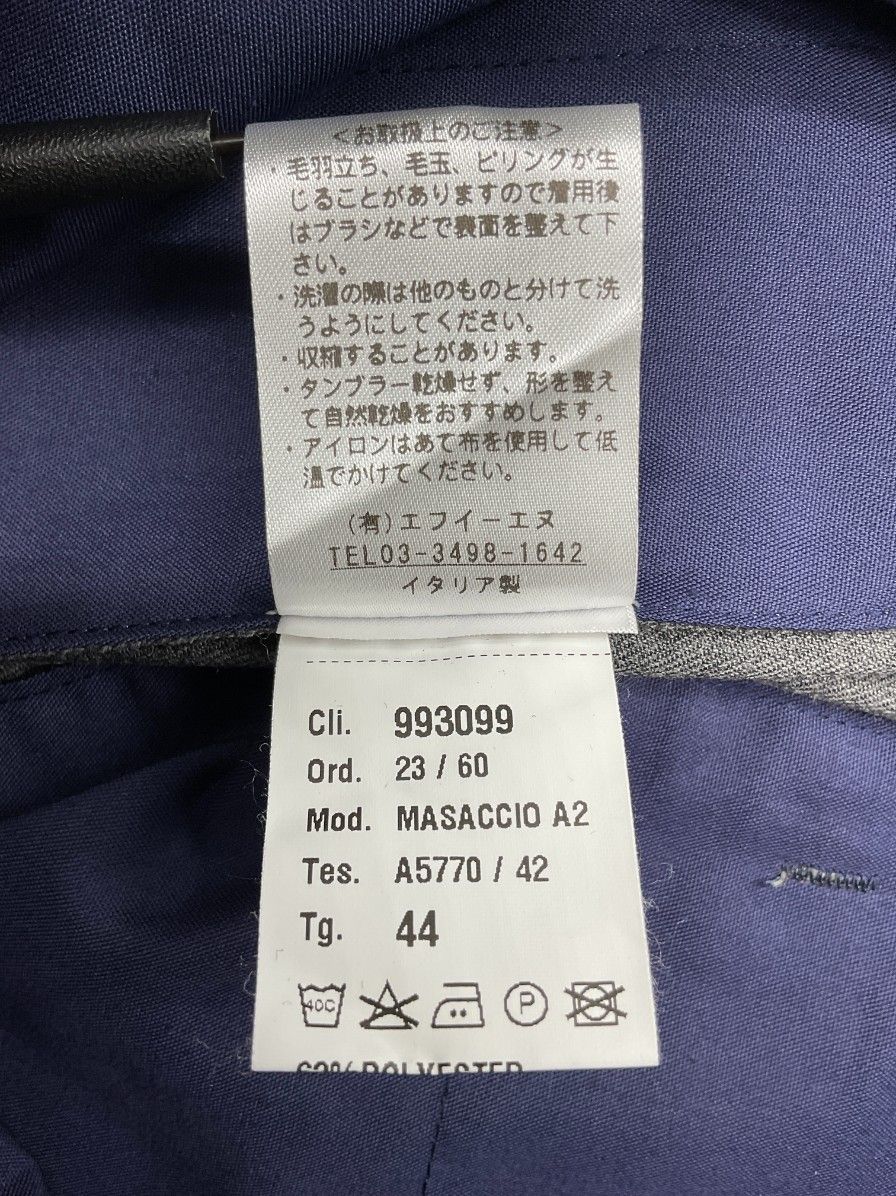 <お取扱上のご注意>
・毛羽立ち、毛玉、ピリングが生
じることがありますので着用後
はブラシなどで表面を整えて下
さい。
・洗濯の際は他のものと分けて洗
うようにしてください。
・収縮することがあります。
・タンブラー乾燥せず、形を整え
て自然乾燥をおすすめします。
・アイロンはあて布を使用して低
温でかけてください。
(有)エフイーエヌ
TEL03-3498-1642
イタリア製
Cli. 993099
Ord. 23 / 60
Mod. MASACCIO A2
Tes. A5770 / 42
Tg. 44
40C P
62% POLYESTER